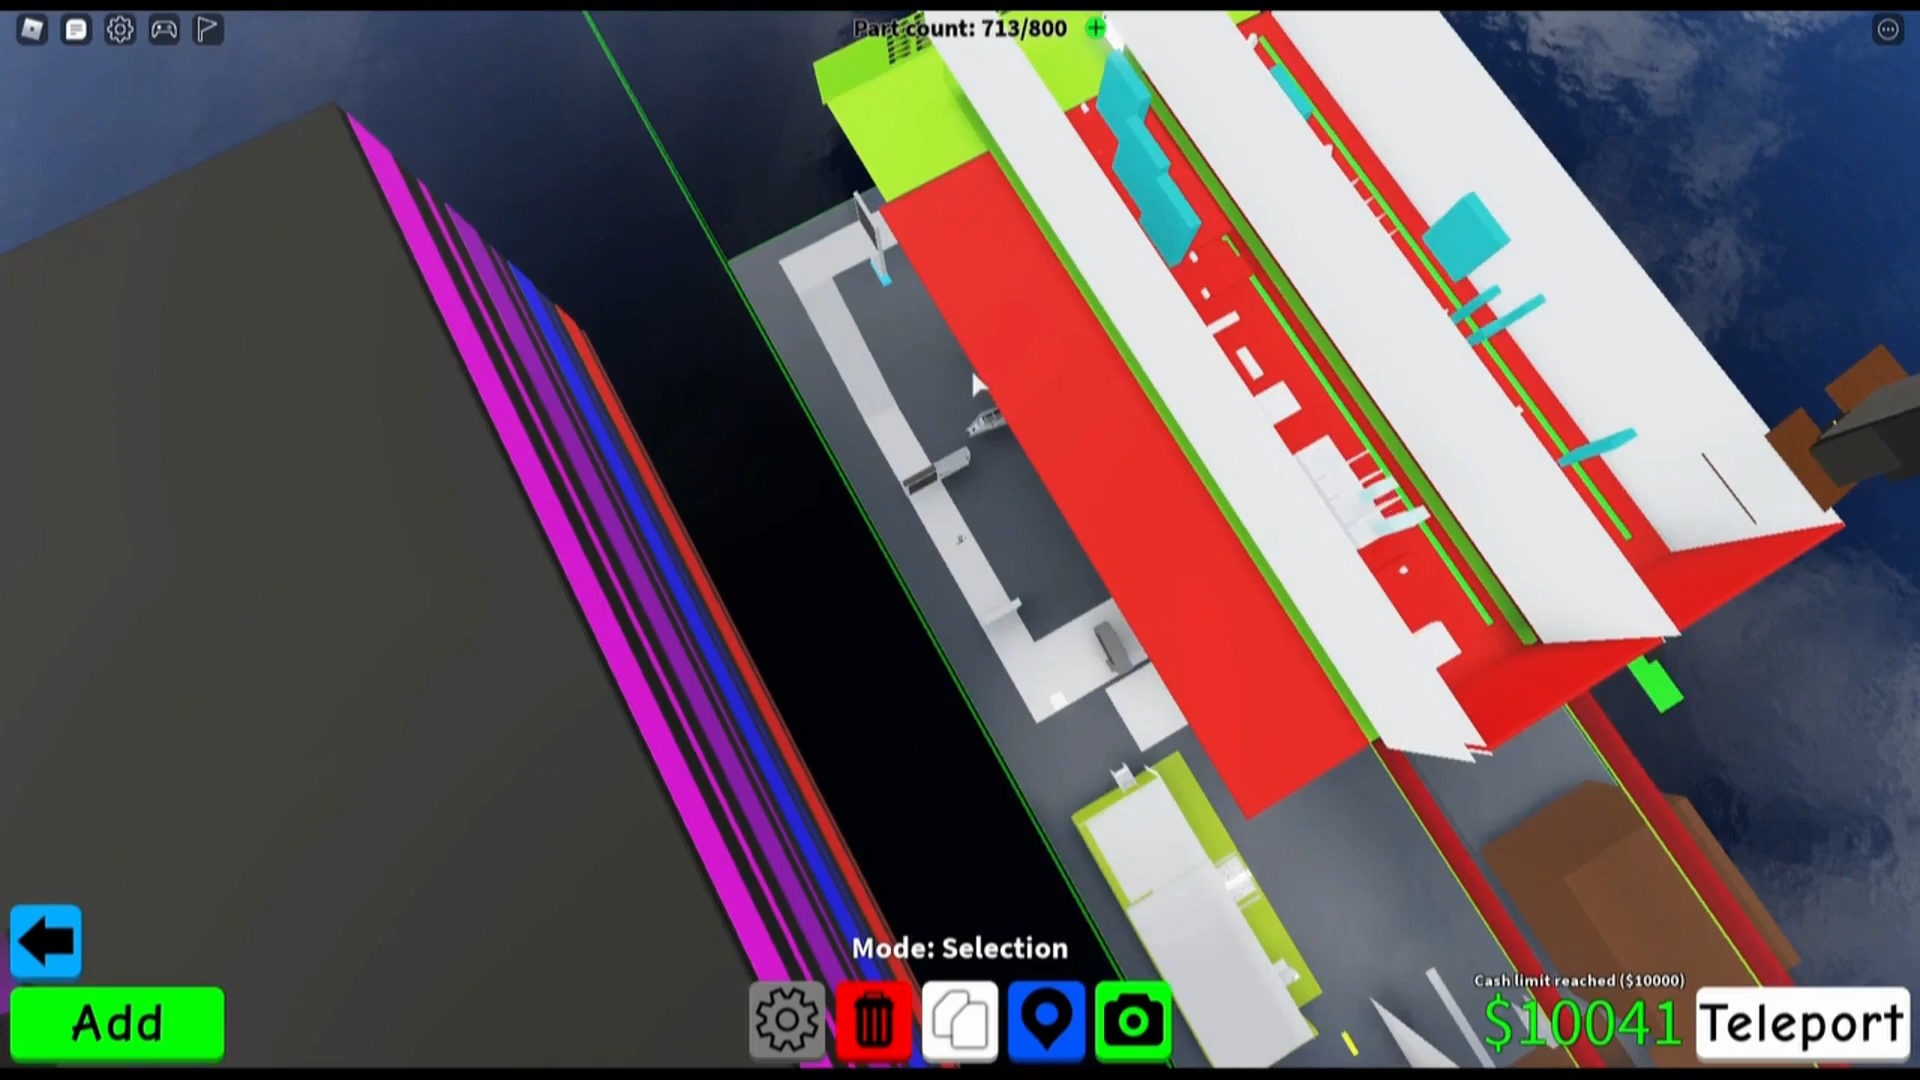 Part count: 713/800
Mode: Selection
Cash limit reached ($10000)
$10041
Add
Teleport